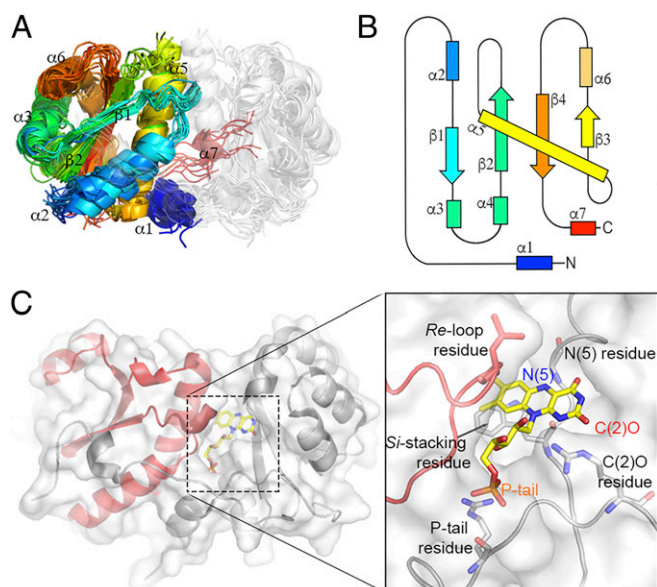 A
α6
α5
β1
α3
α7
β2
α2
α1
B
α2
α6
β4
α5
β1
β3
β2
α3
α4
α7
C
α1
N
C
Re-loop
residue
N(5) residue
N(5)
C(2)O
Si-stacking
residue
C(2)O
residue
P-tail
P-tail
residue